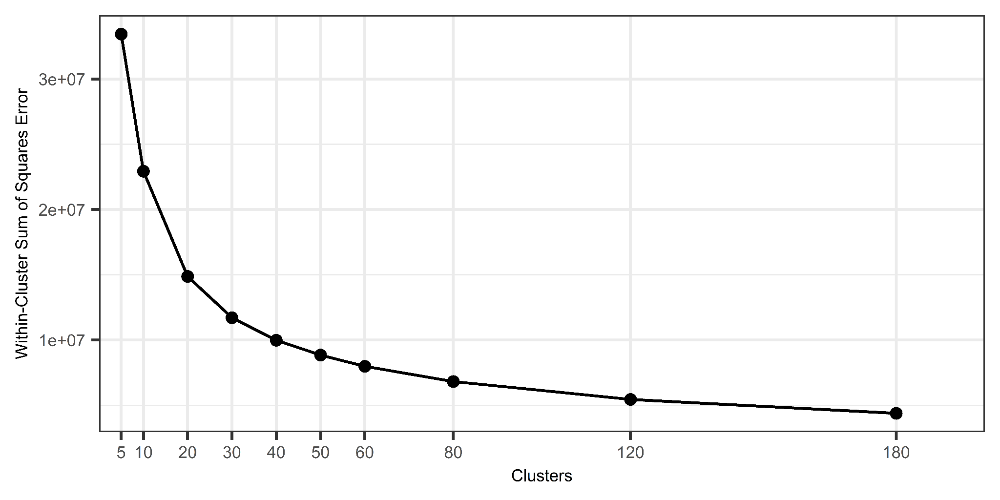 Within-Cluster Sum of Squares Error
3e+07
2e+07
1e+07
5 10 20 30 40 50 60 80 120 180
Clusters